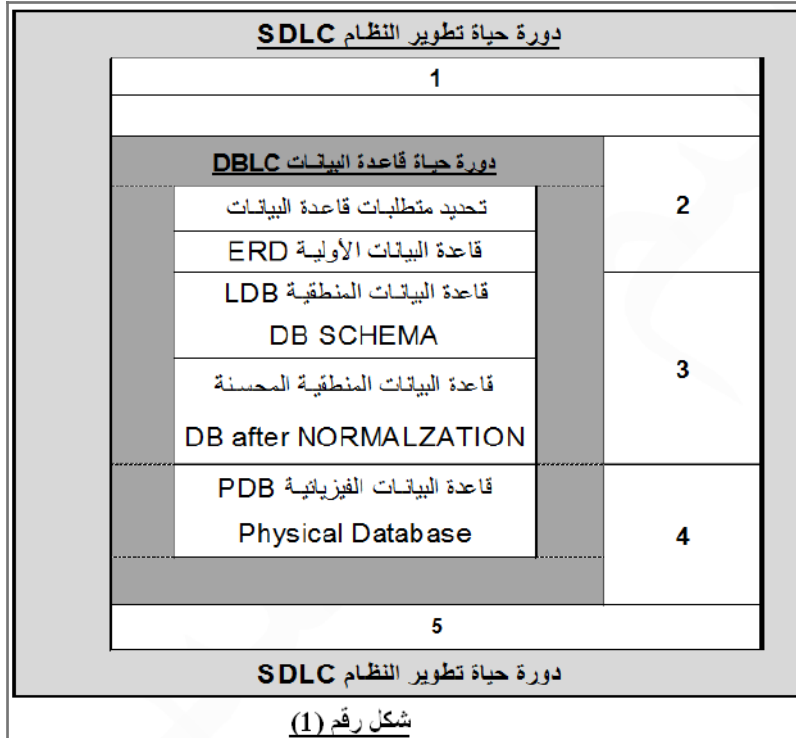 دورة حياة تطوير النظام SDLC
1
دورة حياة قاعدة البيانات DBLC
2
تحديد متطلبات قاعدة البيانات
قاعدة البيانات الأولية ERD
قاعدة البيانات المنطقية LDB
DB SCHEMA
3
قاعدة البيانات المنطقية المحسنة
DB after NORMALZATION
قاعدة البيانات الفيزيائية PDB
Physical Database
4
5
دورة حياة تطوير النظام SDLC
شكل رقم (1)